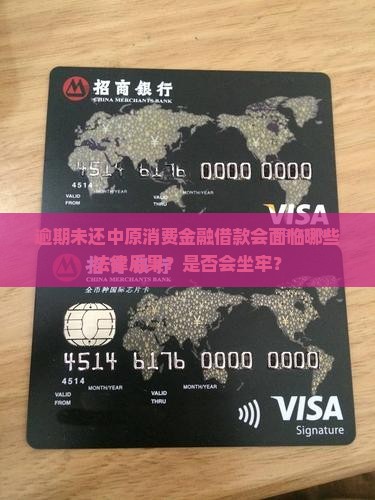 招商銀行
CHINA MERCHANTS BANK
4514 6176 0000 0000
4514
MONTH/YEAR
MONTH/YEAR
VALID
FROM
VALID
THRU
VISA
逾期未还中原消费金融借款会面临哪些
法律后果？是否会坐牢？
全币种国际芯片卡
4514 6176 0000 0000
4514
MONTH/YEAR
MONTH/YEAR
VALID
FROM
VALID
THRU
VISA
Signature